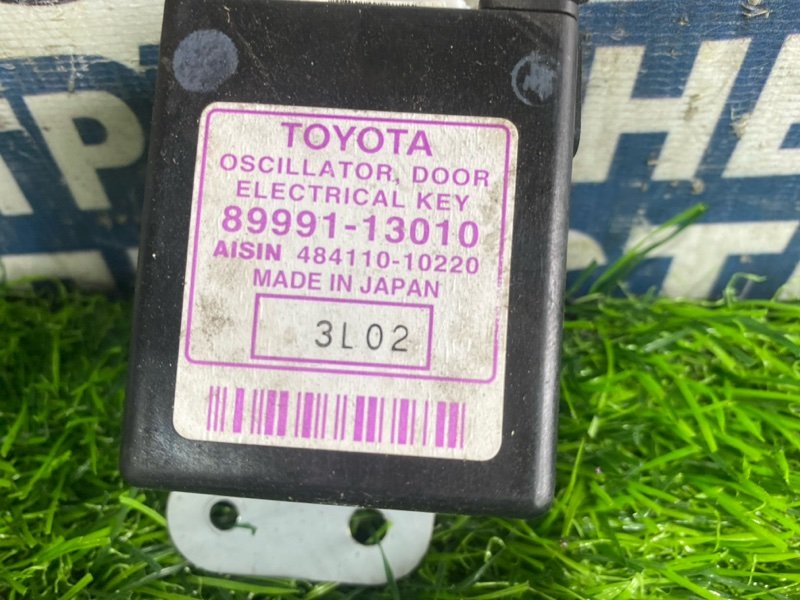 TOYOTA
OSCILLATOR, DOOR
ELECTRICAL KEY
89991-13010
AISIN 484110-10220
MADE IN JAPAN
3L02